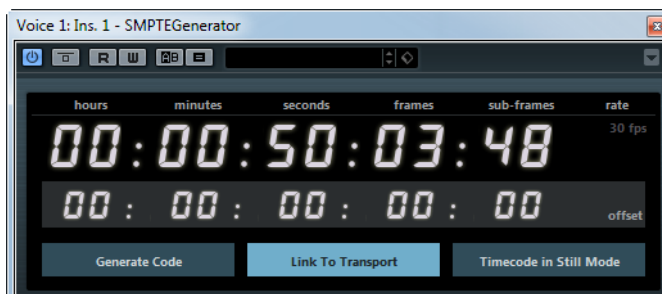 Voice 1: Ins. 1 - SMPTEGenerator
R W AB
hours minutes seconds frames sub-frames rate
00: 00: 50: 03: 48 30 fps
00: 00: 00: 00: 00 offset
Generate Code Link To Transport Timecode in Still Mode